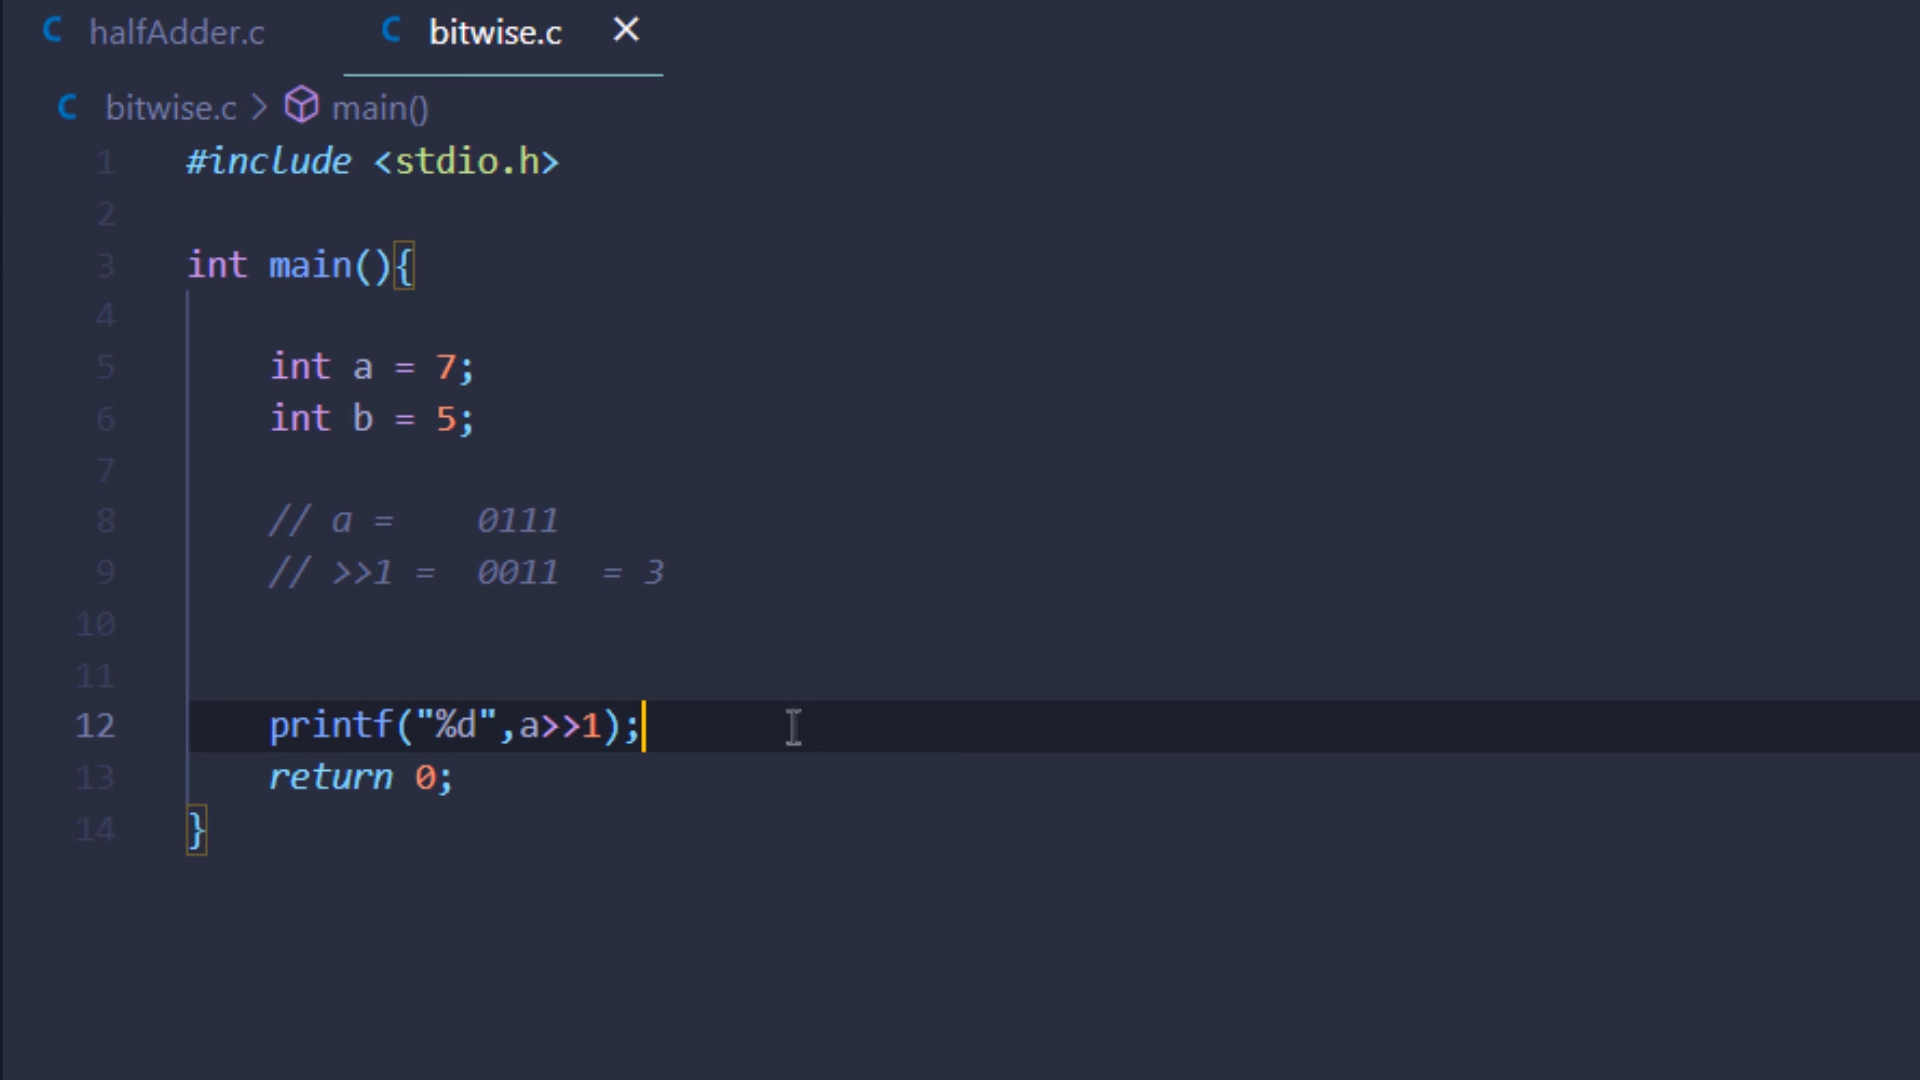 halfAdder.c bitwise.c
bitwise.c > main()
1 #include <stdio.h>
2
3 int main(){
4
5 int a = 7;
6 int b = 5;
7
8 // a =    0111
9 // >>1 =  0011  = 3
10
11
12 printf("%d",a>>1);
13 return 0;
14 }